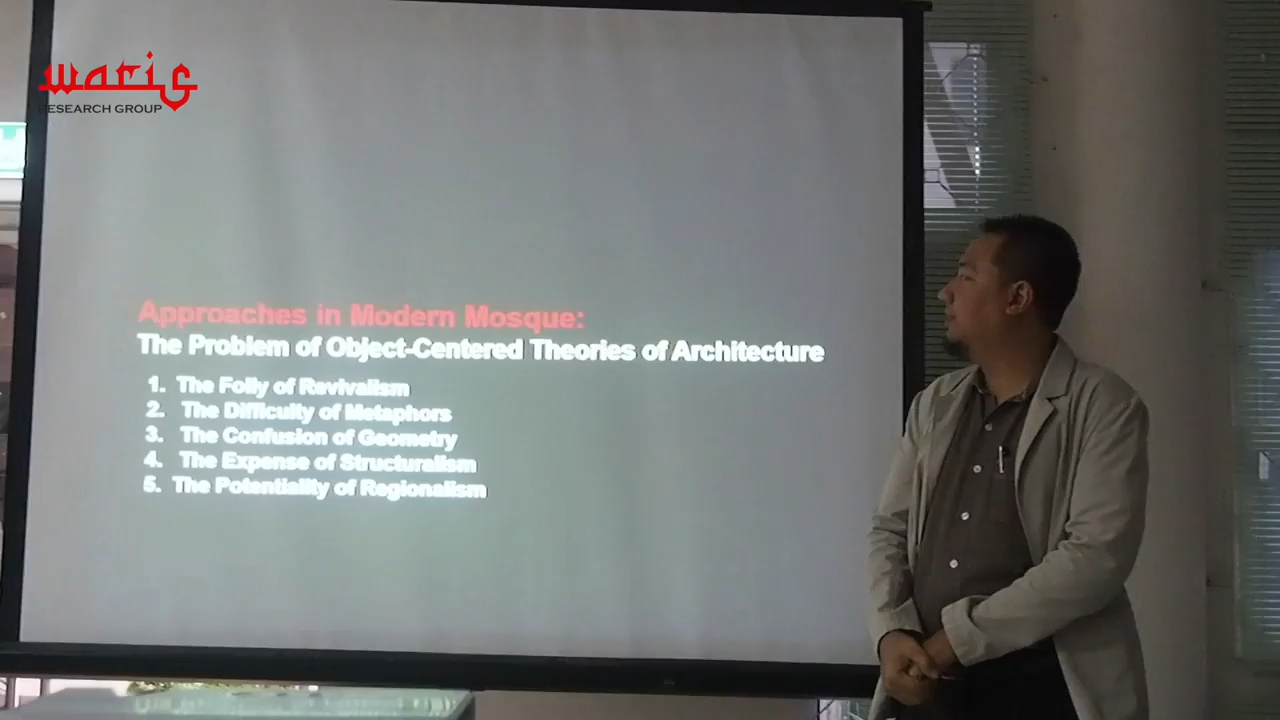 waris
RESEARCH GROUP
Approaches in Modern Mosque:
The Problem of Object-Centered Theories of Architecture
1. The Folly of Revivalism
2. The Difficulty of Metaphors
3. The Confusion of Geometry
4. The Expense of Structuralism
5. The Potentiality of Regionalism